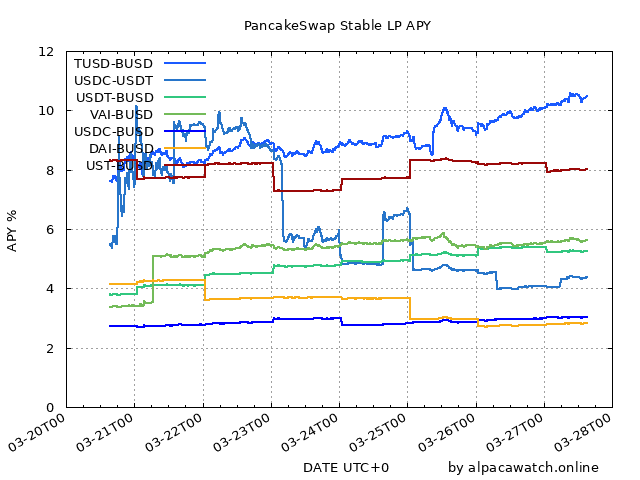 PancakeSwap Stable LP APY
12
10
8
6
4
2
0
APY %
TUSD-BUSD
USDC-USDT
USDT-BUSD
VAI-BUSD
USDC-BUSD
DAI-BUSD
UST-BUSD
03-20T00
03-21T00
03-22T00
03-23T00
03-24T00
03-25T00
03-26T00
03-27T00
03-28T00
DATE UTC+0
by alpacawatch.online